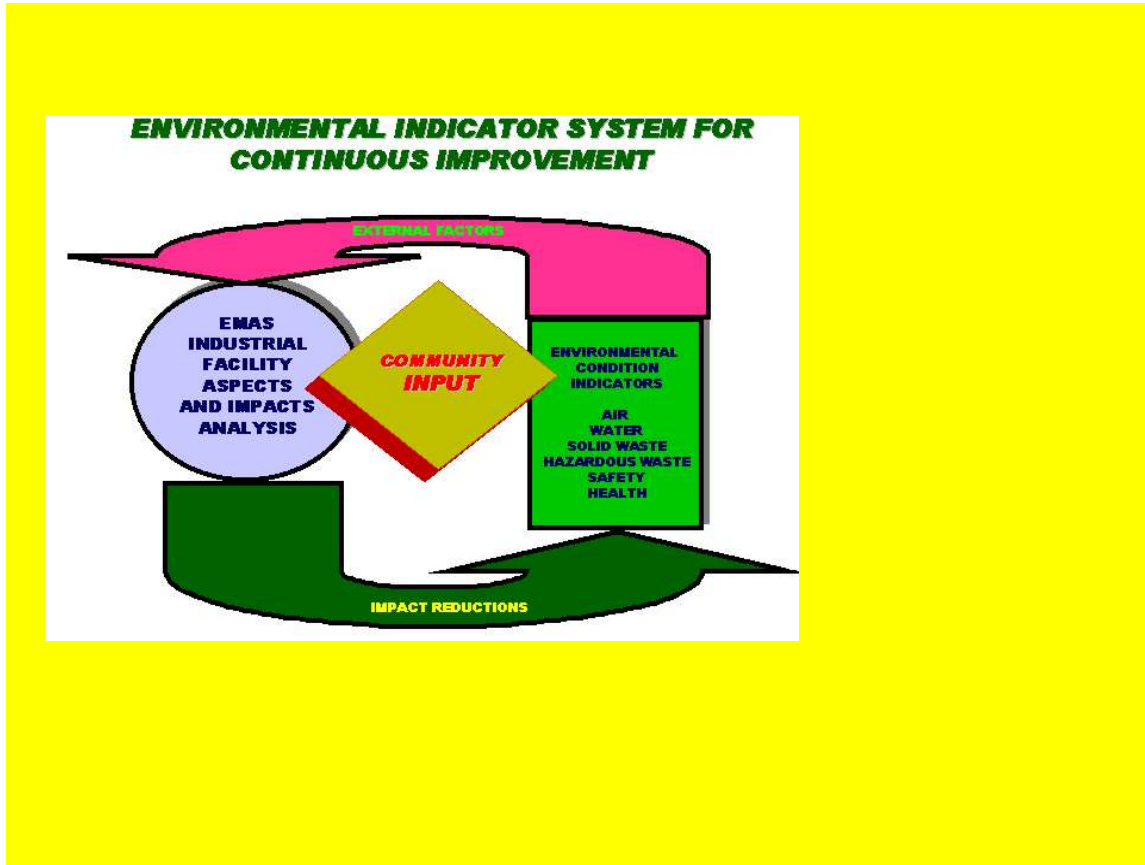 ENVIRONMENTAL INDICATOR SYSTEM FOR
CONTINUOUS IMPROVEMENT
EXTERNAL FACTORS
EMAS
INDUSTRIAL
FACILITY
ASPECTS
AND IMPACTS
ANALYSIS
COMMUNITY
INPUT
ENVIRONMENTAL
CONDITION
INDICATORS
AIR
WATER
SOLID WASTE
HAZARDOUS WASTE
SAFETY
HEALTH
IMPACT REDUCTIONS